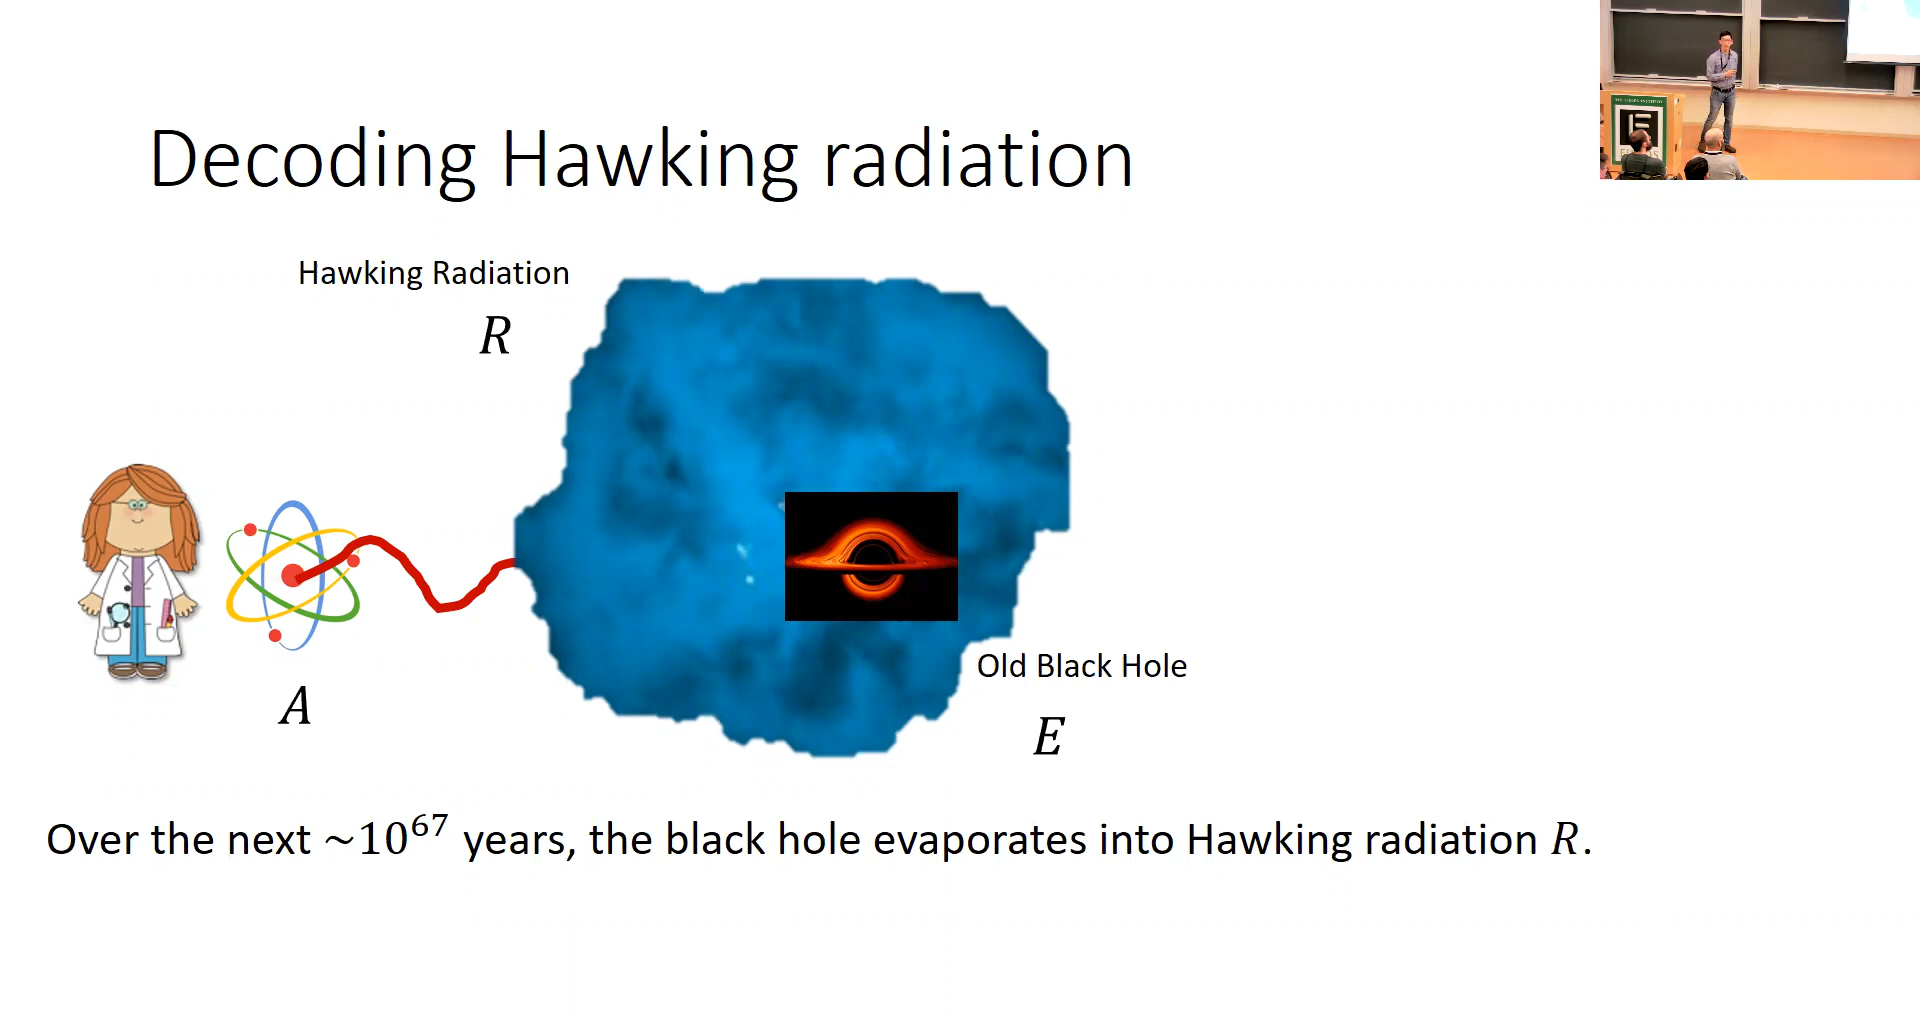 Decoding Hawking radiation
Hawking Radiation
R
A
Old Black Hole
E
Over the next ~10^67 years, the black hole evaporates into Hawking radiation R.